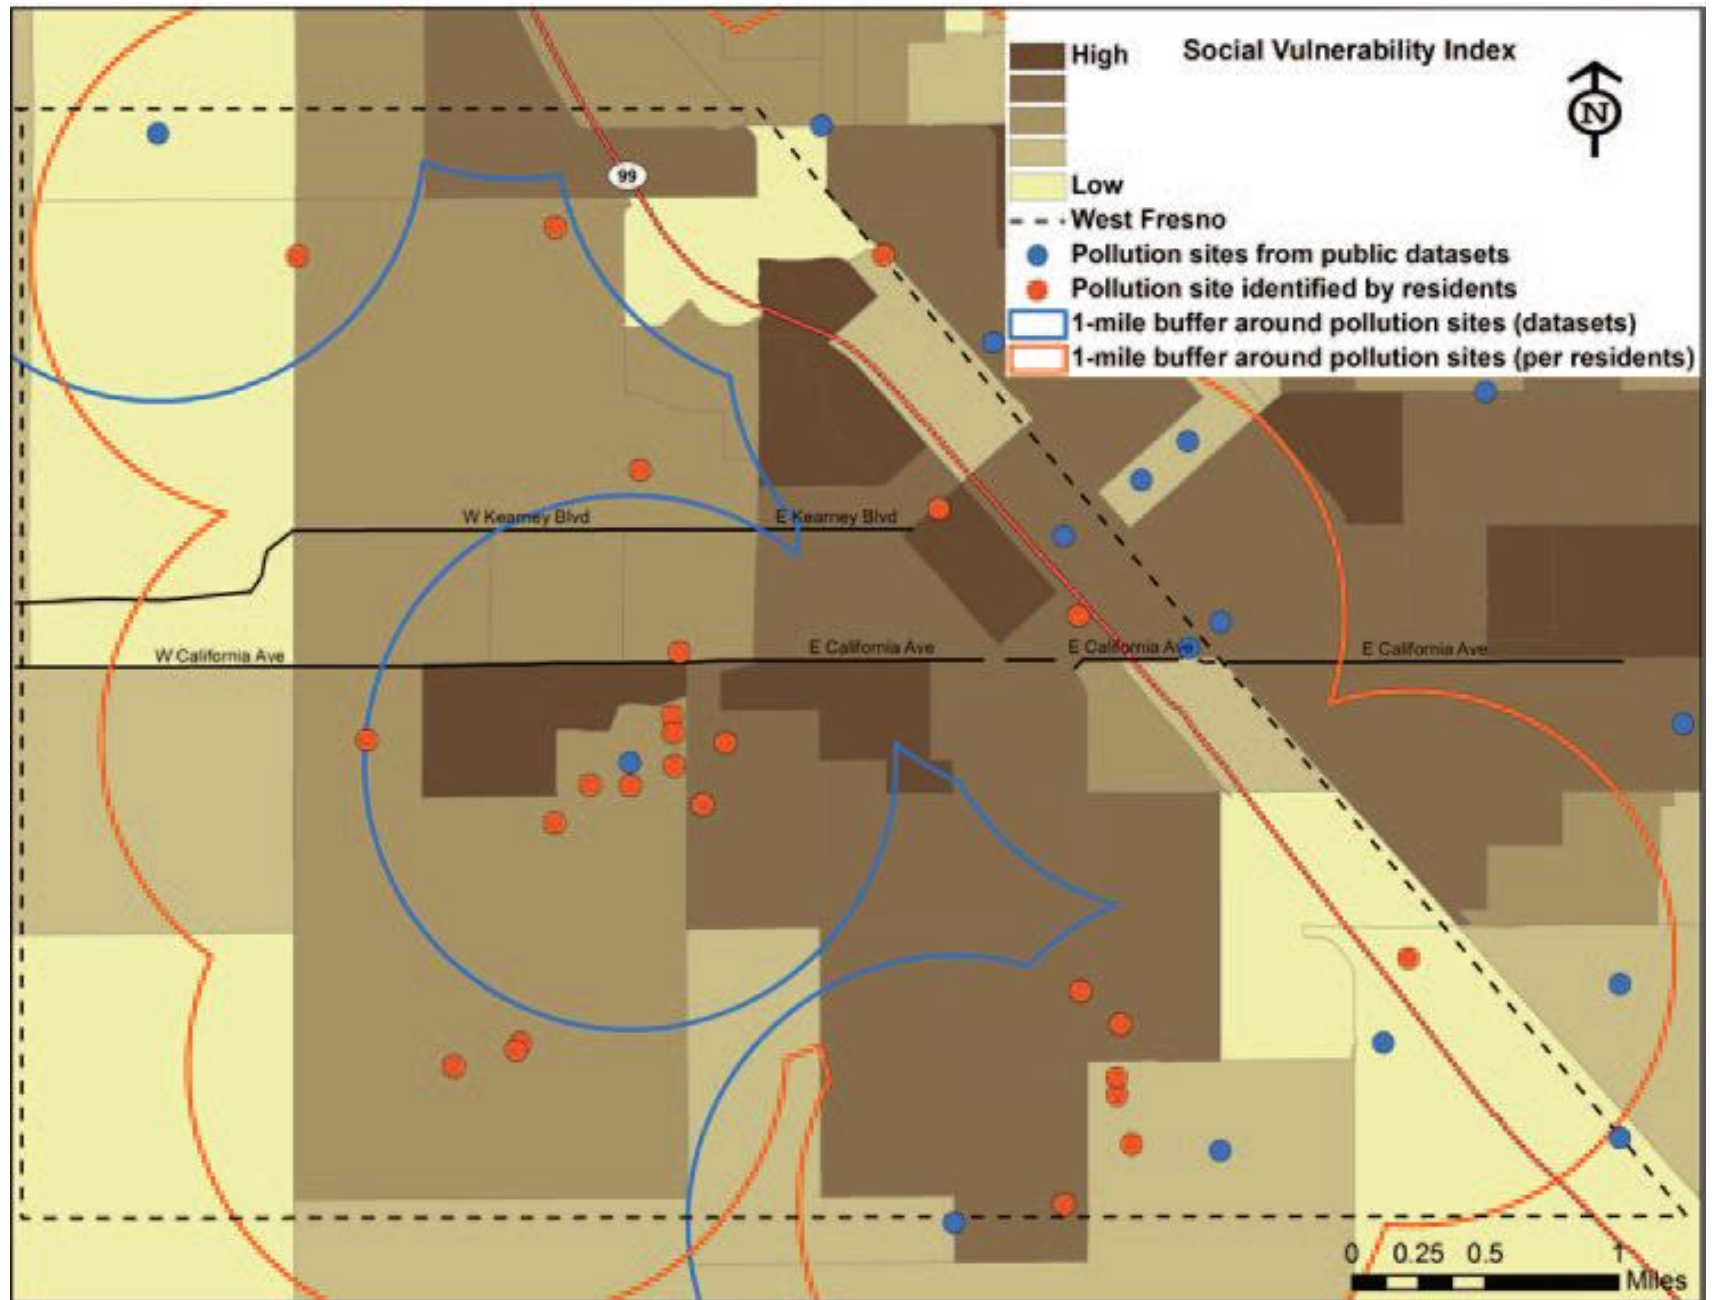 Social Vulnerability Index
N
High
Low
West Fresno
Pollution sites from public datasets
Pollution site identified by residents
1-mile buffer around pollution sites (datasets)
1-mile buffer around pollution sites (per residents)
99
W Kearney Blvd
E Kearney Blvd
W California Ave
E California Ave
E California Ave
E California Ave
0 0.25 0.5 1
Miles